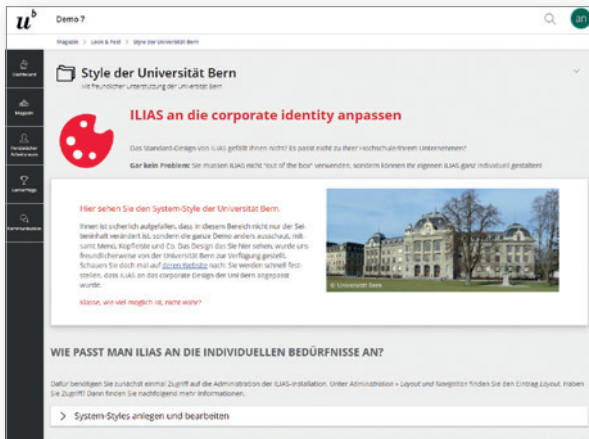 u^b
Demo 7
an
Magazin > Look & Feel > Style der Universität Bern
Dashboard
Style der Universität Bern
Mit freundlicher Unterstützung der Universität Bern
Magazin
ILIAS an die corporate identity anpassen
Persönlicher
Arbeitsraum
Das Standard-Design von ILIAS gefällt Ihnen nicht? Es passt nicht zu Ihrer Hochschule/Ihrem Unternehmen?
Gar kein Problem: Sie müssen ILIAS nicht "out of the box" verwenden, sondern können Ihr eigenen ILIAS ganz individuell gestalten!
Lernerfolge
Kommunikation
Hier sehen Sie den System-Style der Universität Bern.
Ihnen ist sicherlich aufgefallen, dass in diesem Bereich nicht nur der Sei-
teninhalt verändert ist, sondern die ganze Demo anders ausschaut, mit-
samt Menü, Kopfleiste und Co. Das Design das Sie hier sehen, wurde uns
freundlicherweise von der Universität Bern zur Verfügung gestellt.
Schauen Sie doch mal auf deren Website nach: Sie werden schnell fest-
stellen, dass ILIAS an das corporate Design der Uni Bern angepasst
wurde.
Klasse, wie viel möglich ist, nicht wahr?
© Universität Bern
WIE PASST MAN ILIAS AN DIE INDIVIDUELLEN BEDÜRFNISSE AN?
Dafür benötigen Sie zunächst einmal Zugriff auf die Administration der ILIAS-Installation. Unter Administration » Layout und Navigation finden Sie den Eintrag Layout. Haben
Sie Zugriff? Dann finden Sie nachfolgend mehr Informationen.
> System-Styles anlegen und bearbeiten